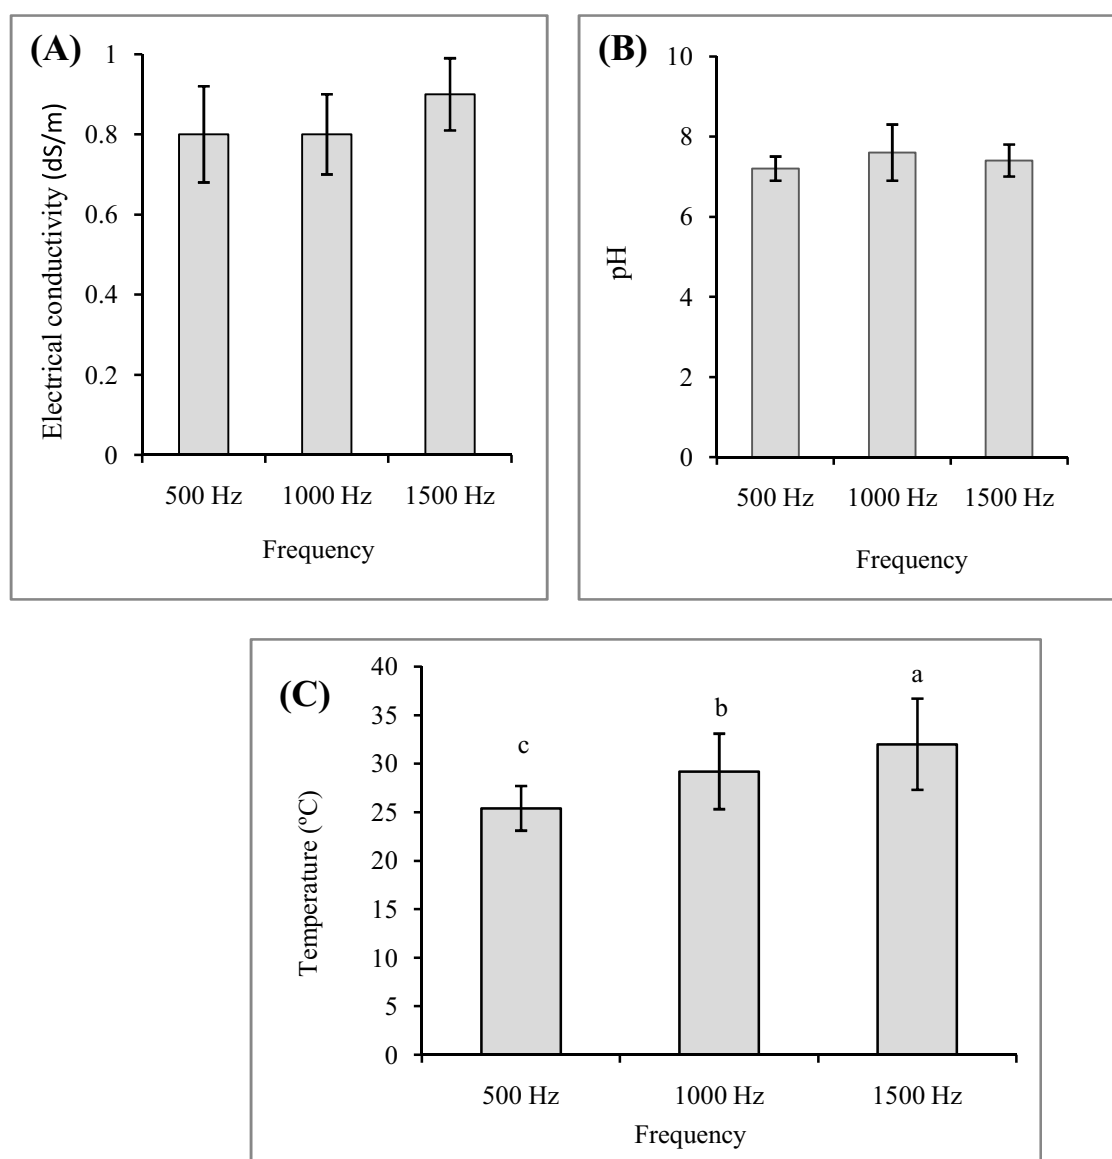 (A)
Electrical conductivity (dS/m)
1
0.8
0.6
0.4
0.2
0
500 Hz 1000 Hz 1500 Hz
Frequency
(B)
pH
10
8
6
4
2
0
500 Hz 1000 Hz 1500 Hz
Frequency
(C)
Temperature (ºC)
40
35
30
25
20
15
10
5
0
c b a
500 Hz 1000 Hz 1500 Hz
Frequency